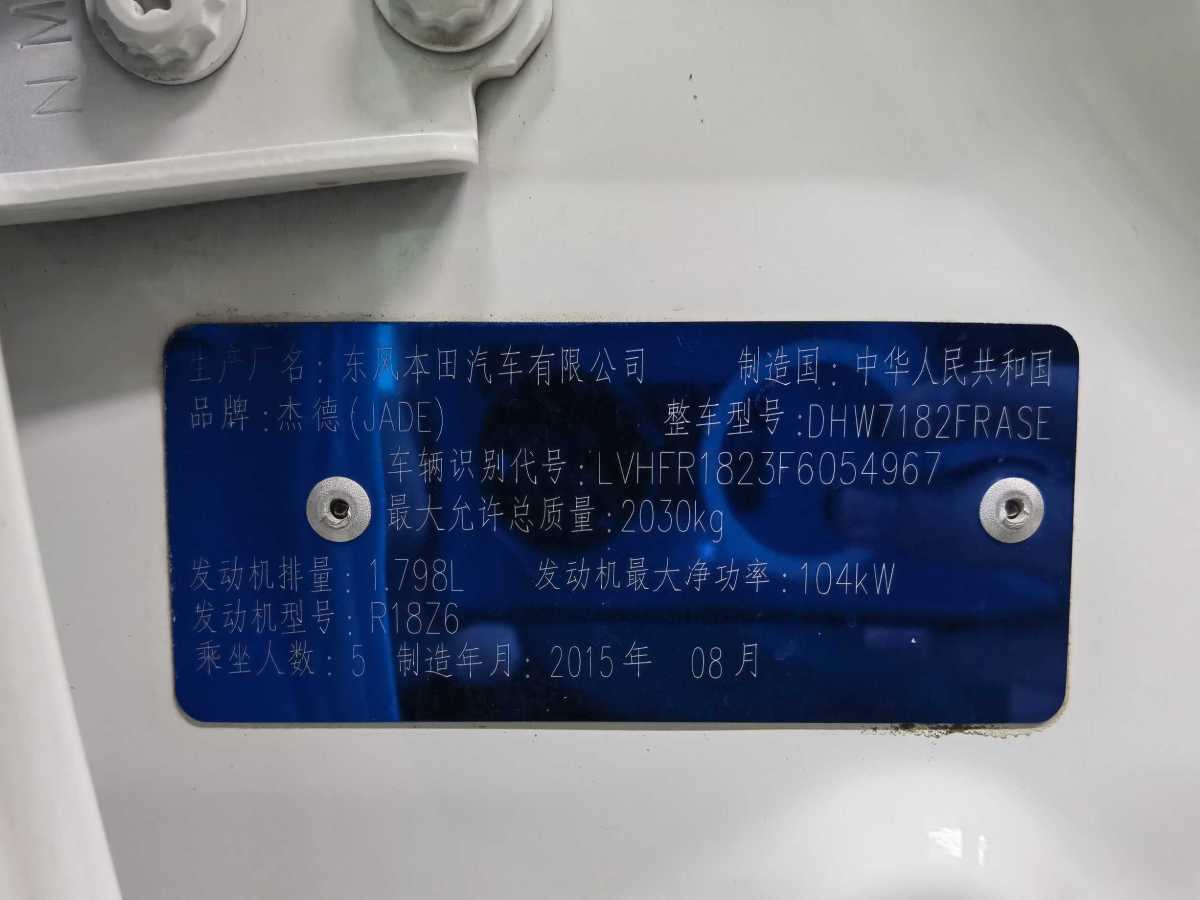 NIM
生产厂名:东风本田汽车有限公司 制造国:中华人民共和国
品牌:杰德(JADE) 整车型号:DHW7182FRASE
车辆识别代号:LVHFR1823F6054967
最大允许总质量:2030kg
发动机排量:1.798L 发动机最大净功率:104kW
发动机型号:R18Z6
乘坐人数:5 制造年月:2015年 08月